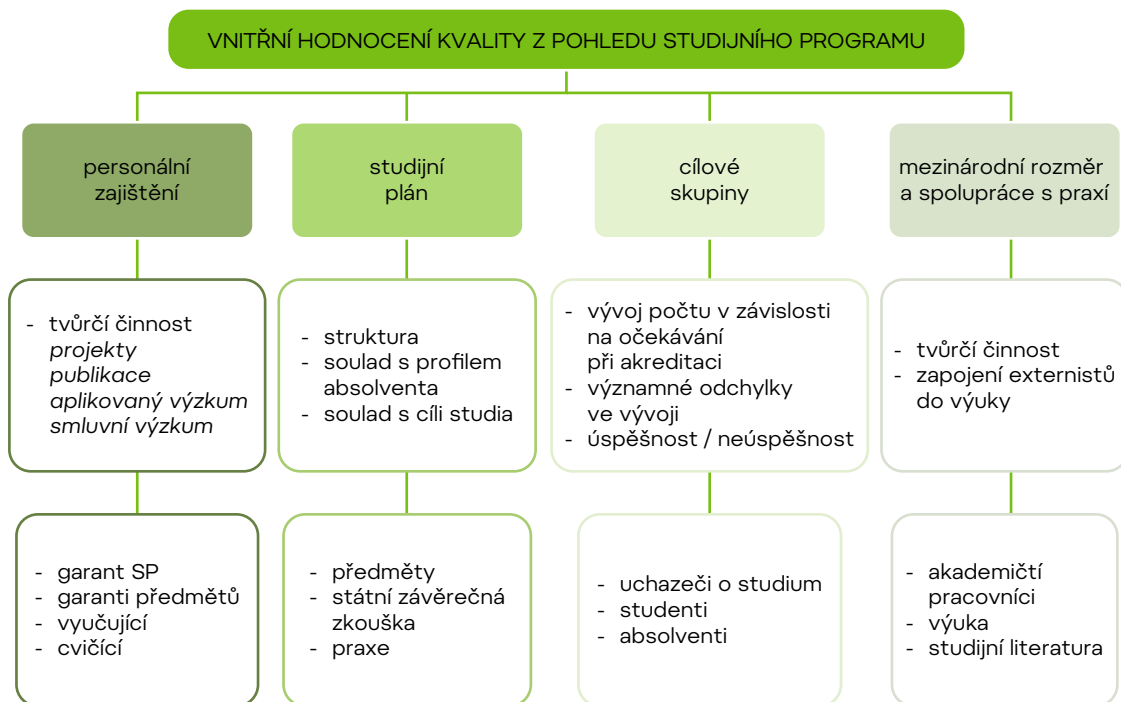 VNITŘNÍ HODNOCENÍ KVALITY Z POHLEDU STUDIJNÍHO PROGRAMU
personální
zajištění
studijní
plán
cílové
skupiny
mezinárodní rozměr
a spolupráce s praxí
- tvůrčí činnost
projekty
publikace
aplikovaný výzkum
smluvní výzkum
- struktura
- soulad s profilem
absolventa
- soulad s cíli studia
- vývoj počtu v závislosti
na očekávání
při akreditaci
- významné odchylky
ve vývoji
- úspěšnost / neúspěšnost
- tvůrčí činnost
- zapojení externistů
do výuky
- garant SP
- garanti předmětů
- vyučující
- cvičící
- předměty
- státní závěrečná
zkouška
- praxe
- uchazeči o studium
- studenti
- absolventi
- akademičtí
pracovníci
- výuka
- studijní literatura